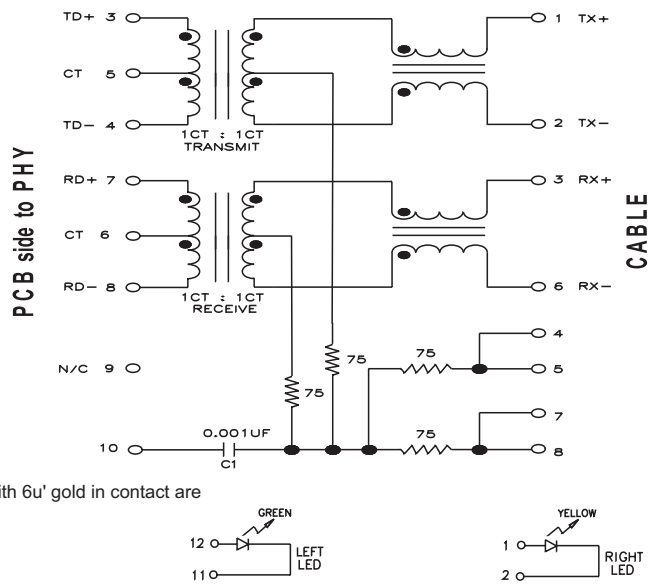 TD+ 3
1 TX+
CT 5
TD- 4
2 TX-
1CT : 1CT
TRANSMIT
PCB side to PHY
CABLE
RD+ 7
3 RX+
CT 6
RD- 8
6 RX-
1CT : 1CT
RECEIVE
4
75
75
N/C 9
5
75
7
0.001UF
75
10
8
C1
ith 6u' gold in contact are
GREEN
YELLOW
12
LEFT
LED
11
1
RIGHT
LED
2